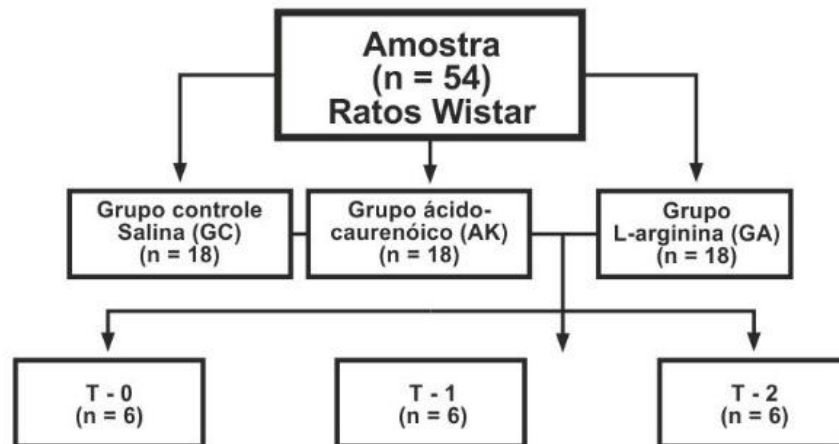 Amostra
(n = 54)
Ratos Wistar
Grupo controle
Salina (GC)
(n = 18)
Grupo ácido-
caurenóico (AK)
(n = 18)
Grupo
L-arginina (GA)
(n = 18)
T - 0
(n = 6)
T - 1
(n = 6)
T - 2
(n = 6)